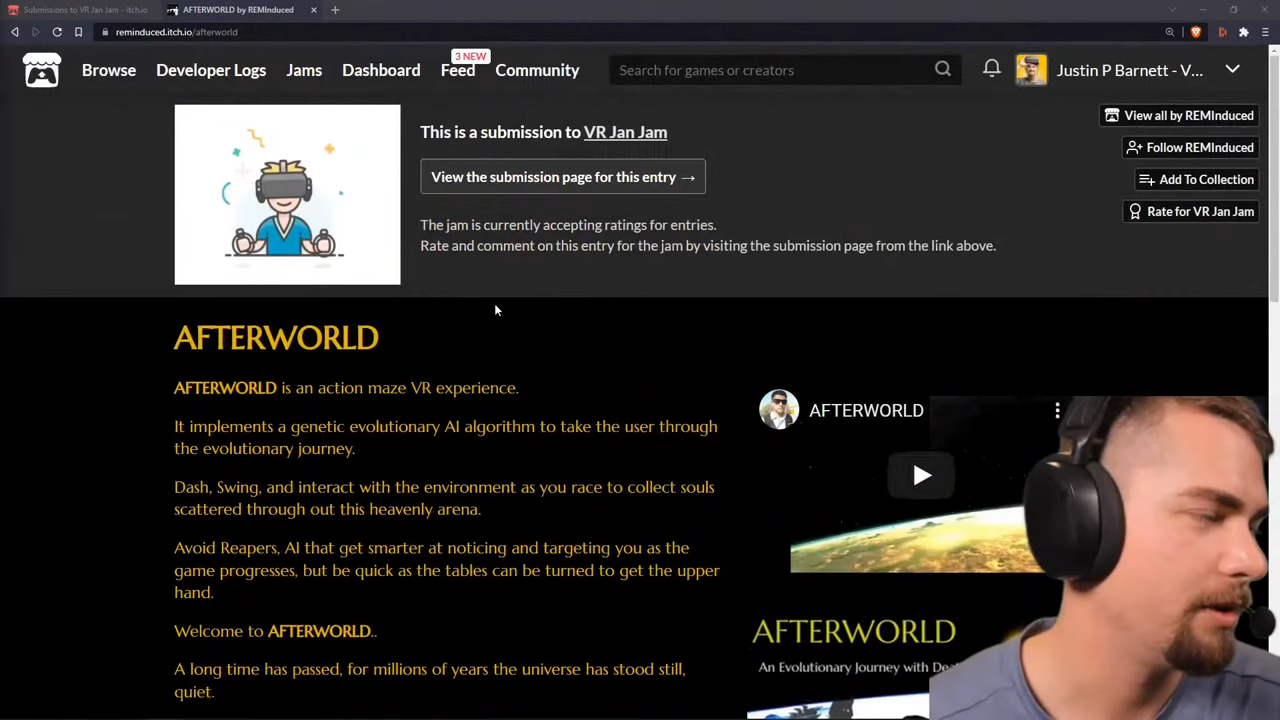 Submissions to VR Jan Jam - itch.io
AFTERWORLD by REMInduced
reminduced.itch.io/afterworld
3 NEW
Browse Developer Logs Jams Dashboard Feed Community Search for games or creators Justin P Barnett - V...
This is a submission to VR Jan Jam
View the submission page for this entry →
The jam is currently accepting ratings for entries.
Rate and comment on this entry for the jam by visiting the submission page from the link above.
View all by REMInduced
Follow REMInduced
Add To Collection
Rate for VR Jan Jam
AFTERWORLD
AFTERWORLD is an action maze VR experience.
It implements a genetic evolutionary AI algorithm to take the user through
the evolutionary journey.
Dash, Swing, and interact with the environment as you race to collect souls
scattered through out this heavenly arena.
Avoid Reapers, AI that get smarter at noticing and targeting you as the
game progresses, but be quick as the tables can be turned to get the upper
hand.
Welcome to AFTERWORLD..
A long time has passed, for millions of years the universe has stood still,
quiet.
AFTERWORLD
AFTERWORLD
An Evolutionary Journey with